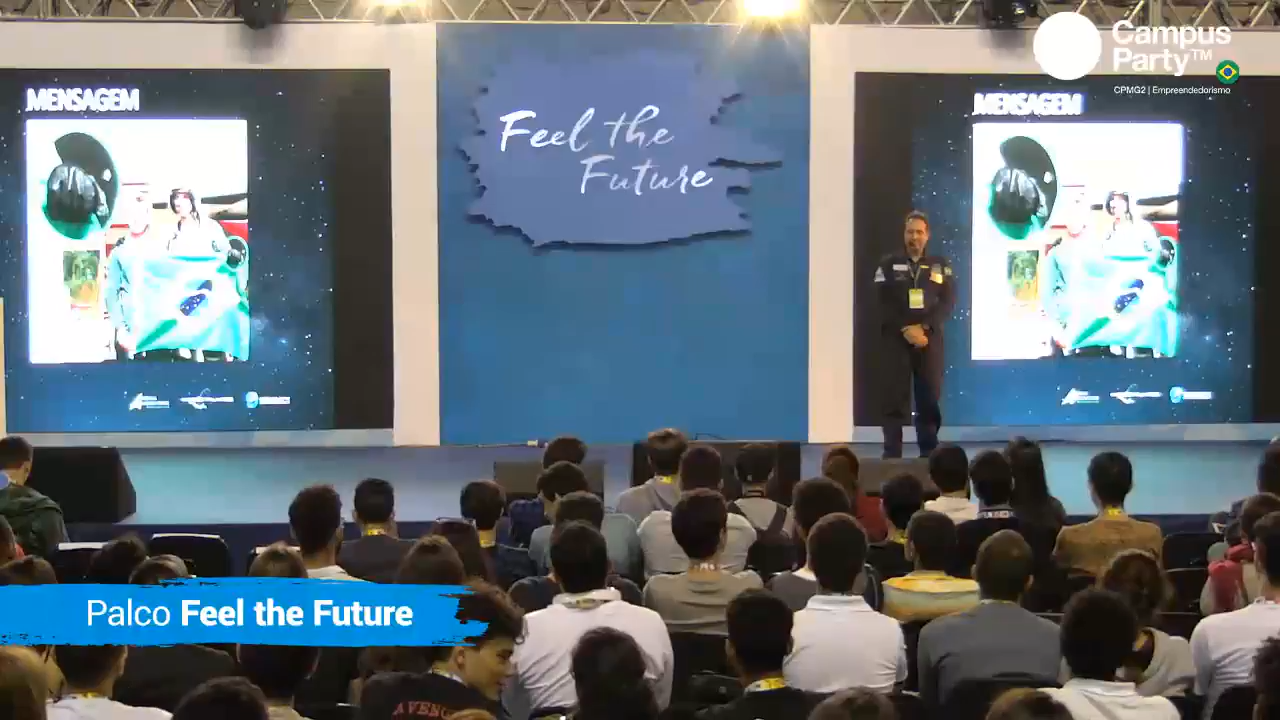 MENSAGEM
Feel the
Future
MENSAGEM
Campus
Party™
CPMG2 | Empreendedorismo
Palco Feel the Future